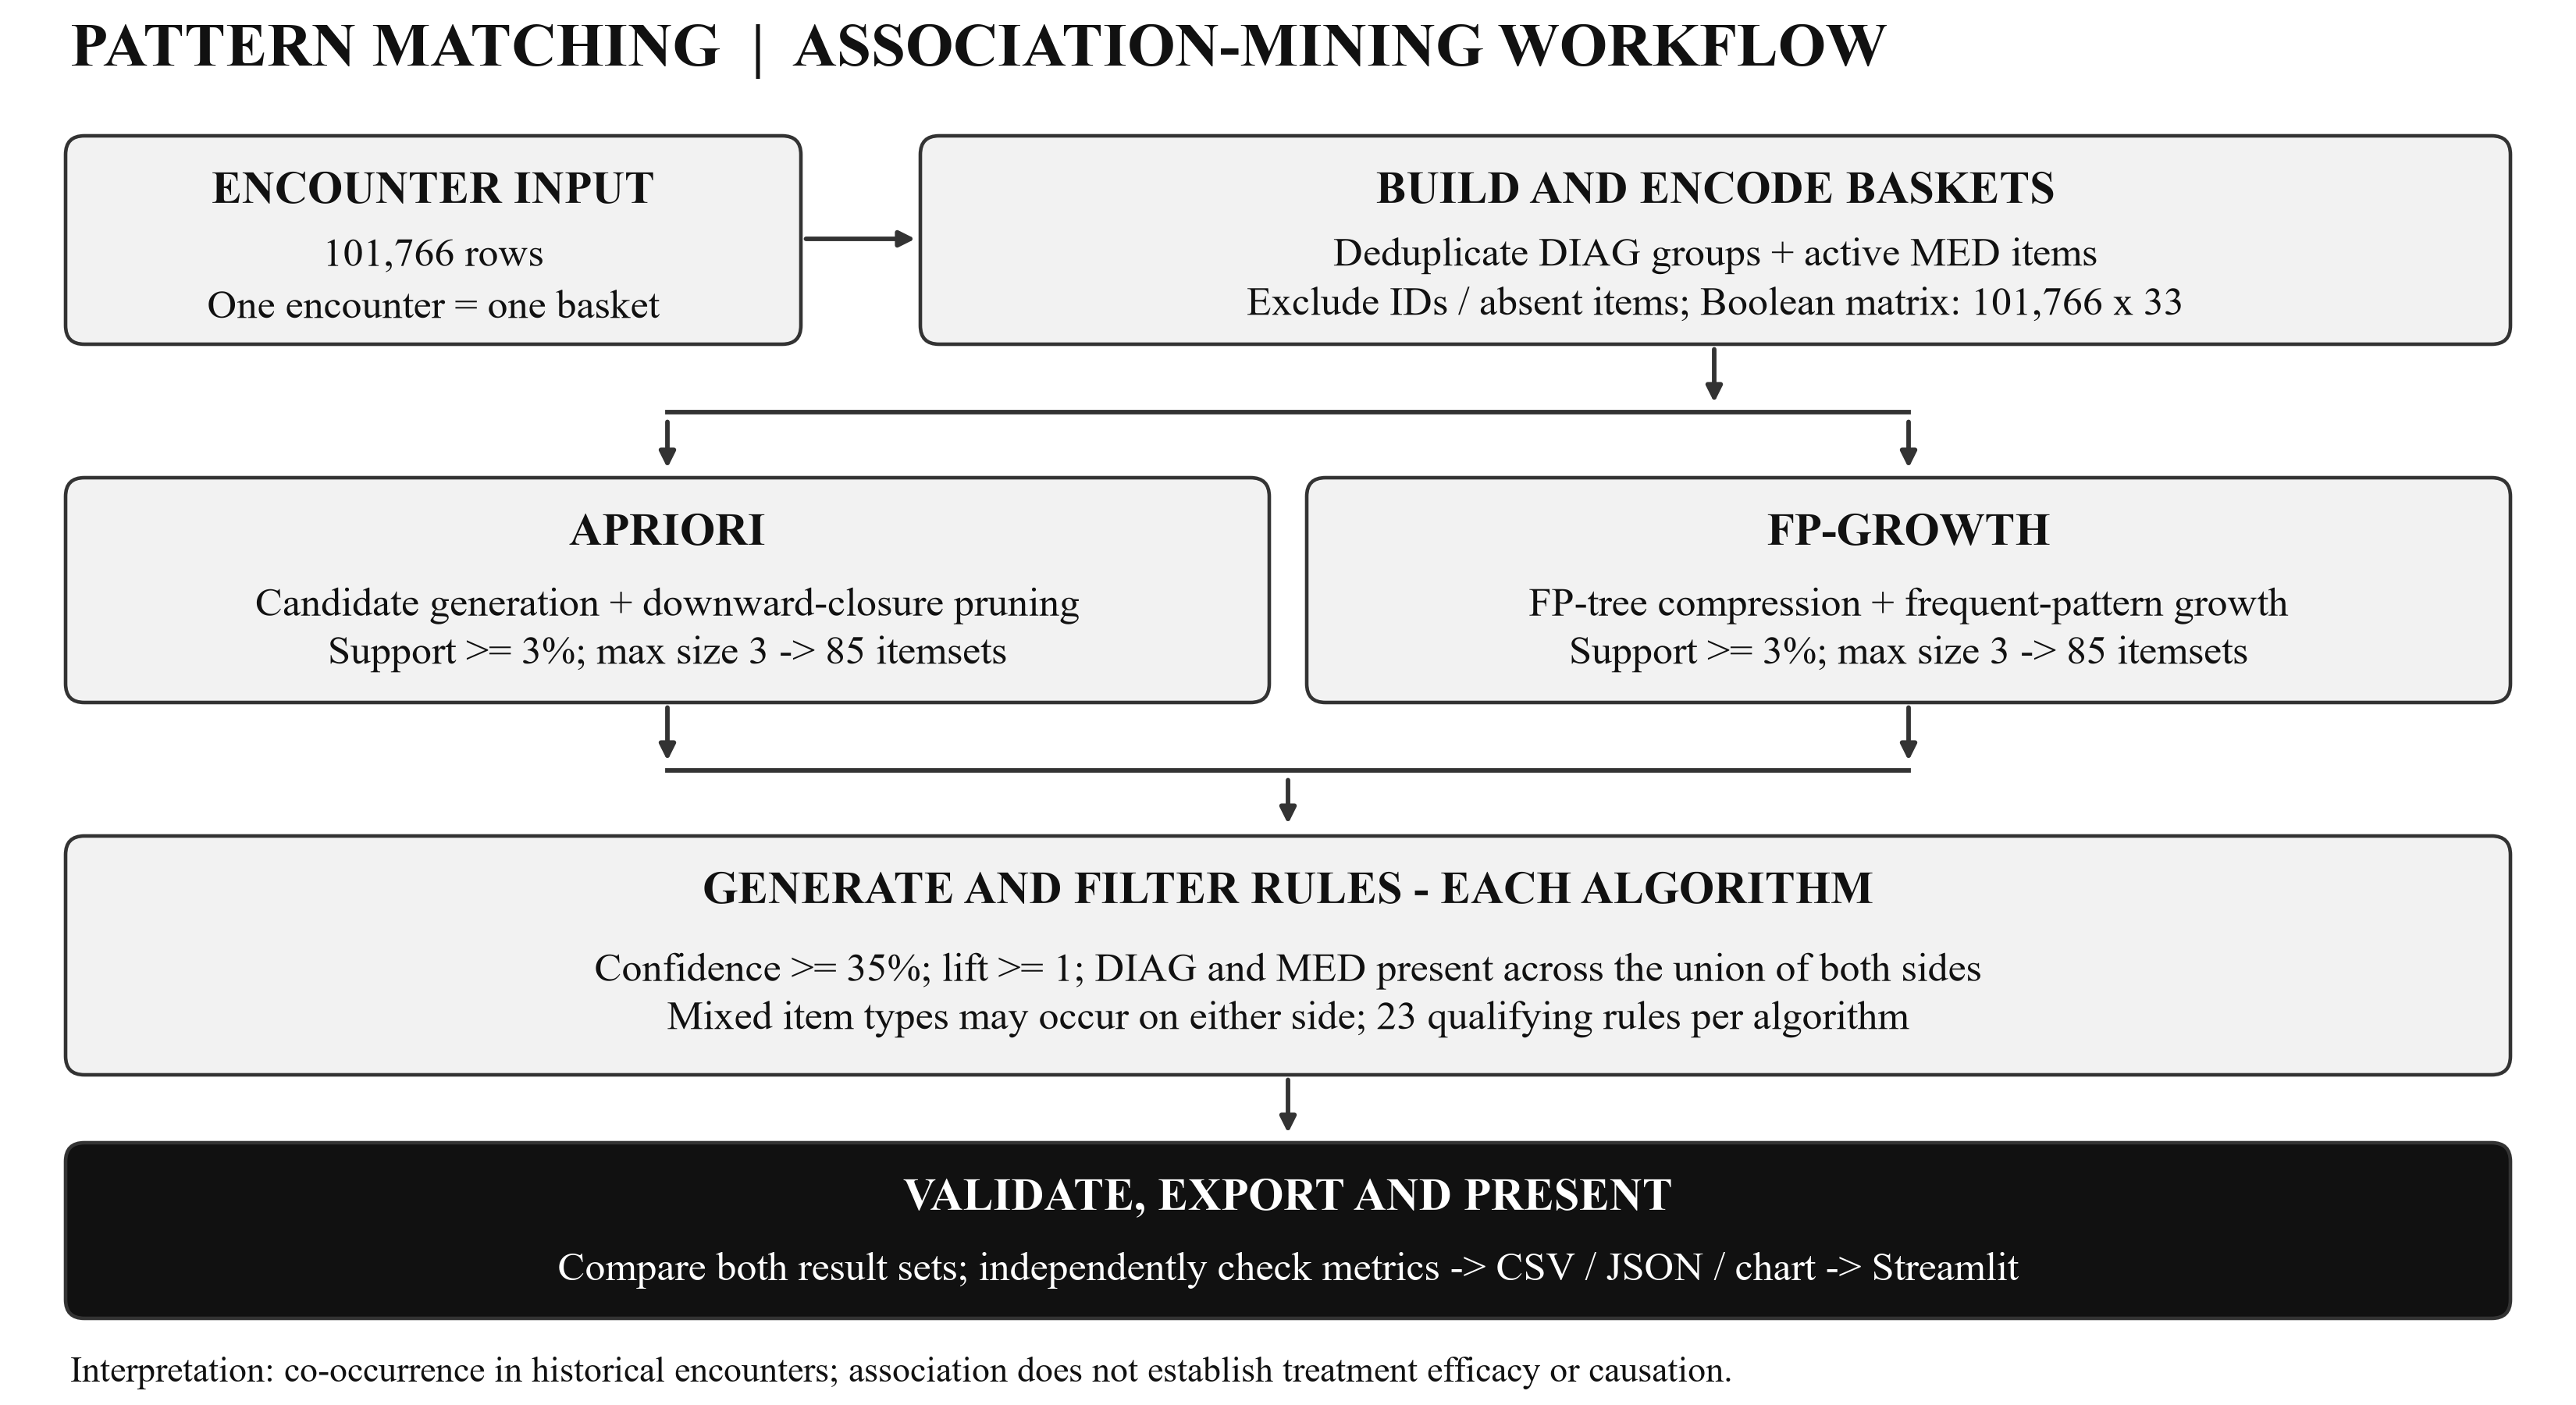 PATTERN MATCHING | ASSOCIATION-MINING WORKFLOW
ENCOUNTER INPUT
101,766 rows
One encounter = one basket
BUILD AND ENCODE BASKETS
Deduplicate DIAG groups + active MED items
Exclude IDs / absent items; Boolean matrix: 101,766 x 33
APRIORI
Candidate generation + downward-closure pruning
Support >= 3%; max size 3 -> 85 itemsets
FP-GROWTH
FP-tree compression + frequent-pattern growth
Support >= 3%; max size 3 -> 85 itemsets
GENERATE AND FILTER RULES - EACH ALGORITHM
Confidence >= 35%; lift >= 1; DIAG and MED present across the union of both sides
Mixed item types may occur on either side; 23 qualifying rules per algorithm
VALIDATE, EXPORT AND PRESENT
Compare both result sets; independently check metrics -> CSV / JSON / chart -> Streamlit
Interpretation: co-occurrence in historical encounters; association does not establish treatment efficacy or causation.